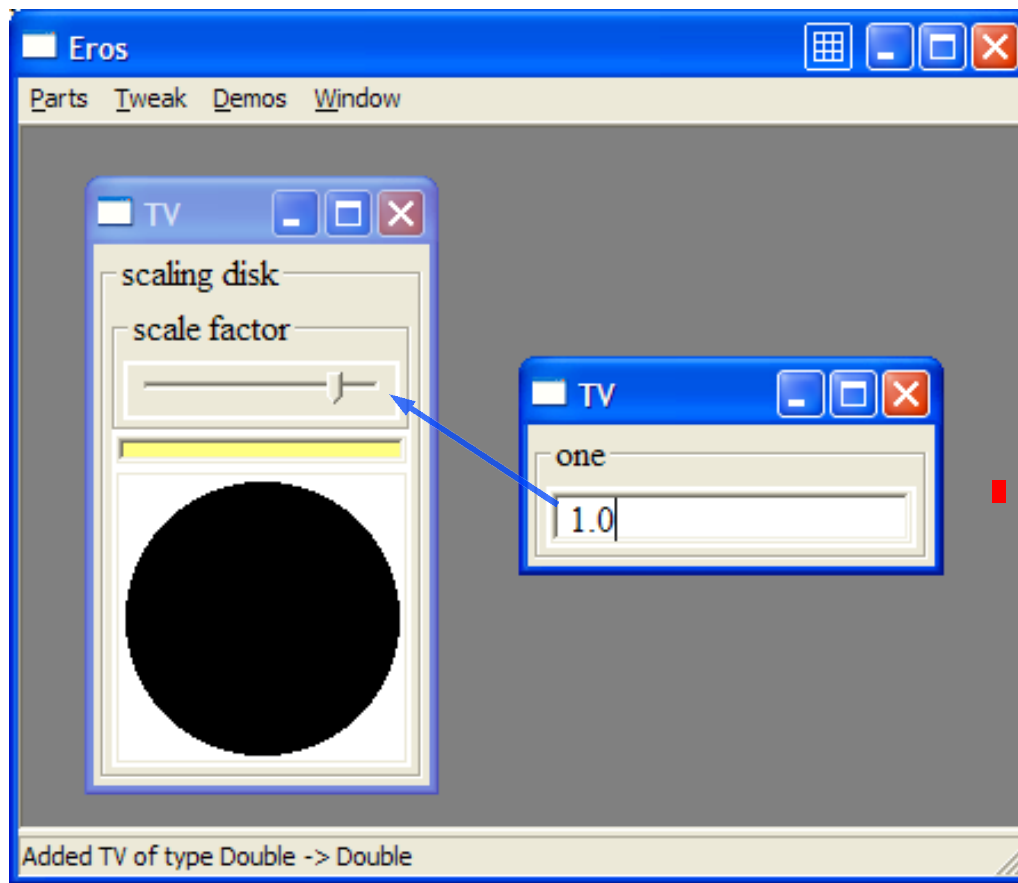 Eros
Parts Tweak Demos Window
TV
scaling disk
scale factor
TV
one
1.0
Added TV of type Double -> Double